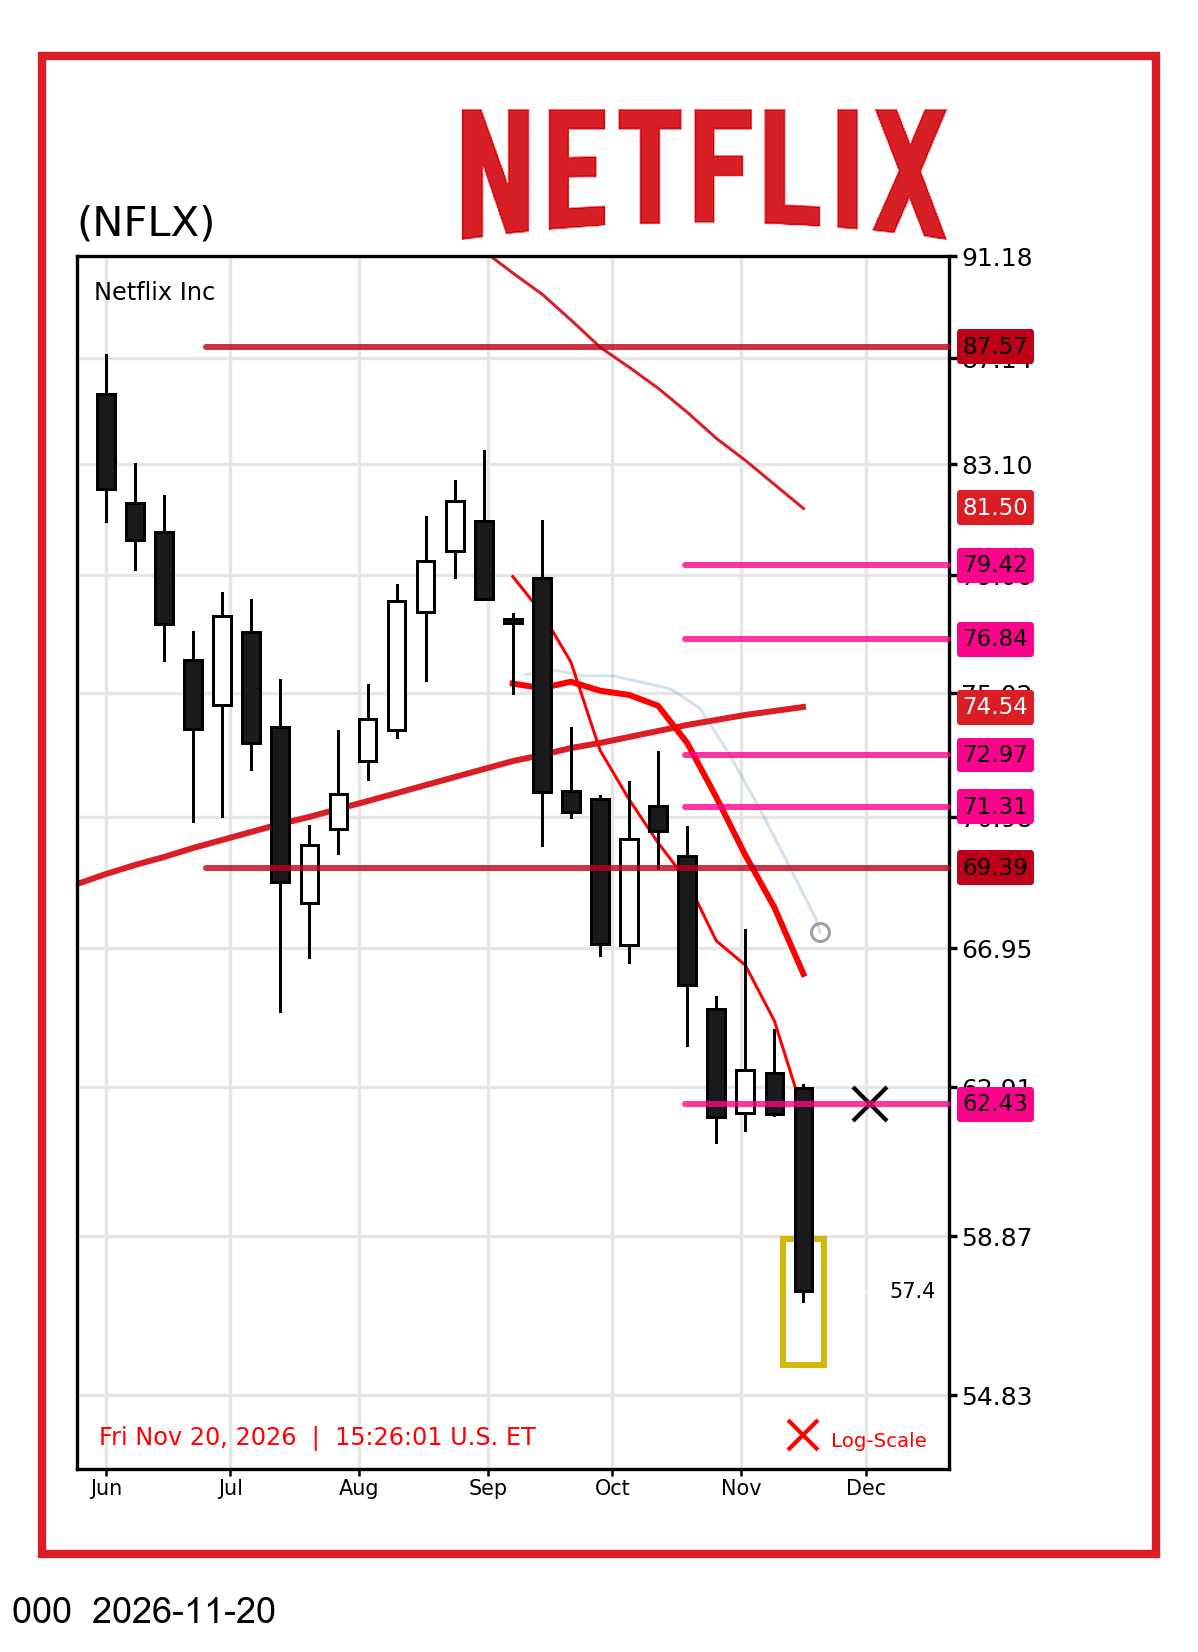 NETFLIX
(NFLX)
Netflix Inc
91.18
87.57
83.10
81.50
79.42
76.84
74.54
72.97
71.31
69.39
66.95
62.43
58.87
57.4
54.83
Fri Nov 20, 2026 | 15:26:01 U.S. ET
Log-Scale
Jun Jul Aug Sep Oct Nov Dec
000 2026-11-20